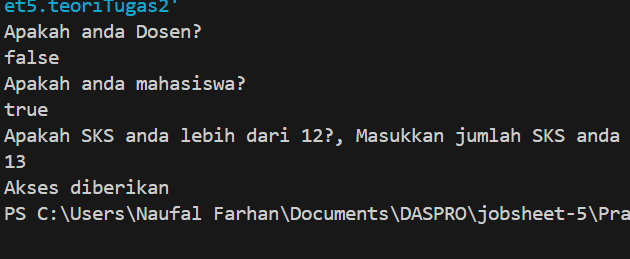 et5.teoriTugas2'
Apakah anda Dosen?
false
Apakah anda mahasiswa?
true
Apakah SKS anda lebih dari 12?, Masukkan jumlah SKS anda
13
Akses diberikan
PS C:\Users\Naufal Farhan\Documents\DASPRO\jobsheet-5\Pra